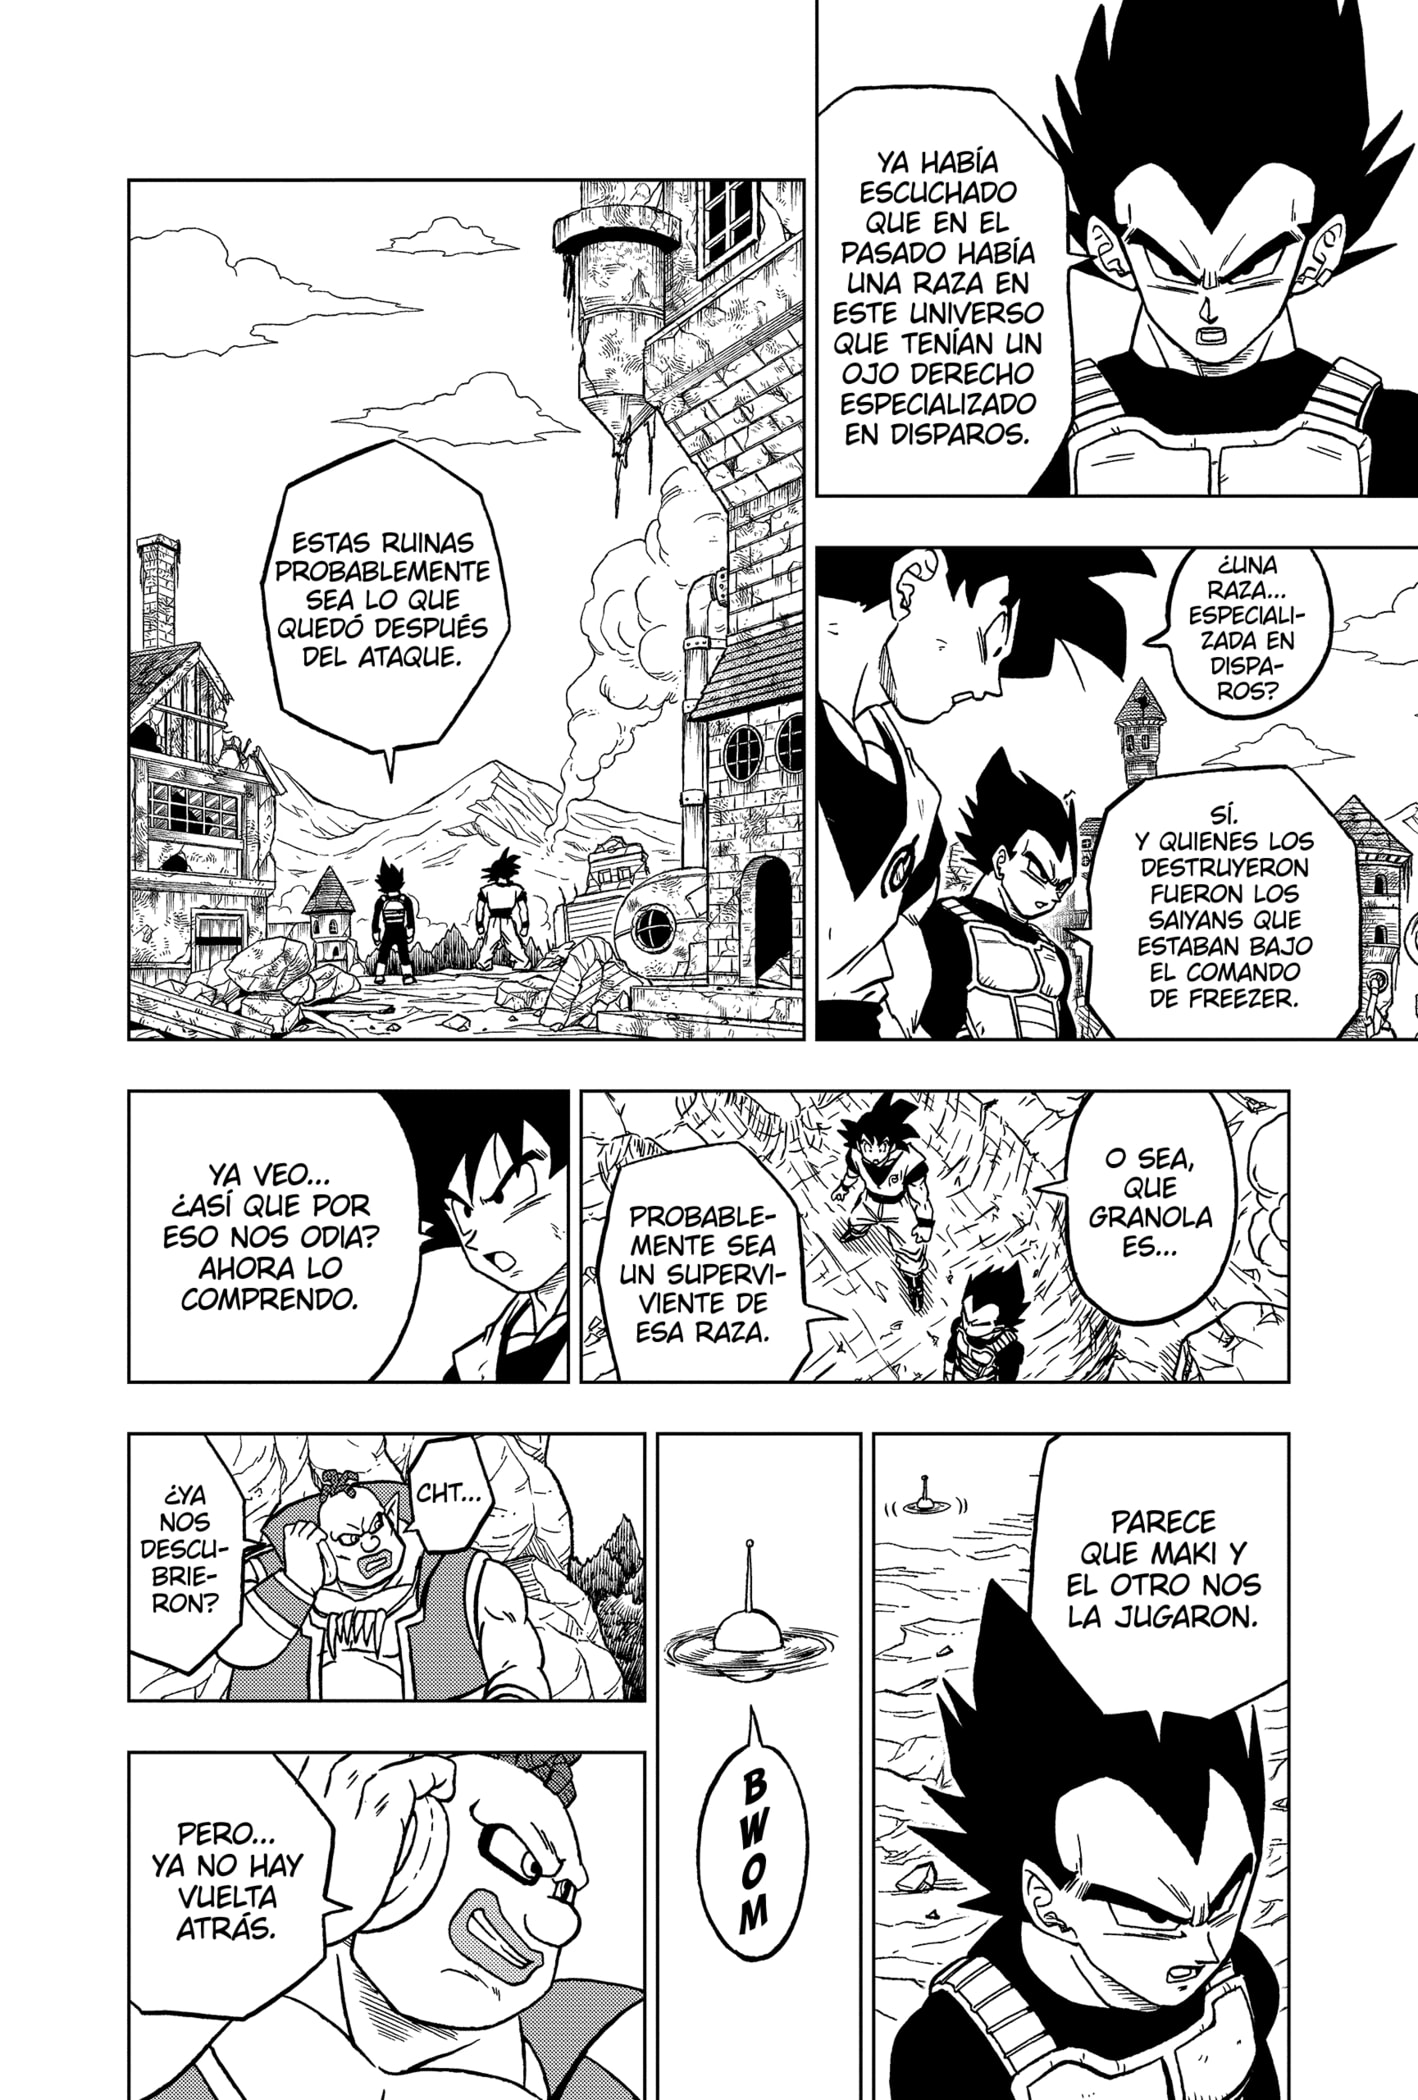 YA HABÍA
ESCUCHADO
QUE EN EL
PASADO HABÍA
UNA RAZA EN
ESTE UNIVERSO
QUE TENÍAN UN
OJO DERECHO
ESPECIALIZADO
EN DISPAROS.
¿UNA
RAZA...
ESPECIALI-
ZADA EN
DISPA-
ROS?
SÍ.
Y QUIENES LOS
DESTRUYERON
FUERON LOS
SAIYANS QUE
ESTABAN BAJO
EL COMANDO
DE FREEZER.
ESTAS RUINAS
PROBABLEMENTE
SEA LO QUE
QUEDÓ DESPUÉS
DEL ATAQUE.
O SEA,
QUE
GRANOLA
ES...
PROBABLE-
MENTE SEA
UN SUPERVI-
VIENTE DE
ESA RAZA.
YA VEO...
¿ASÍ QUE POR
ESO NOS ODIA?
AHORA LO
COMPRENDO.
PARECE
QUE MAKI Y
EL OTRO NOS
LA JUGARON.
BWOM
CHT...
¿YA
NOS
DESCU-
BRIE-
RON?
PERO...
YA NO HAY
VUELTA
ATRÁS.